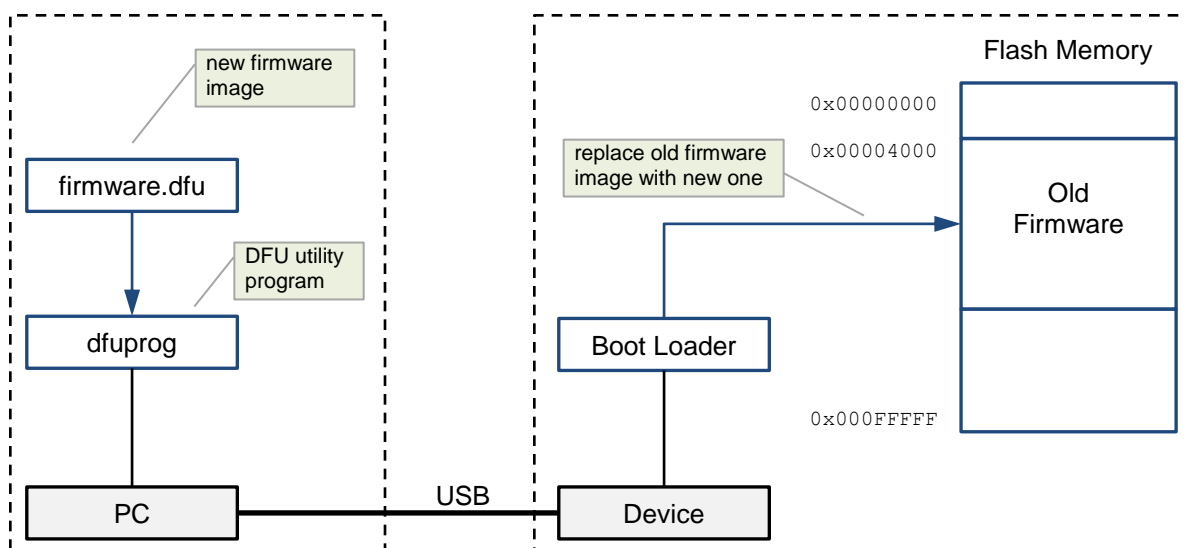 new firmware
image
firmware.dfu
DFU utility
program
dfuprog
PC
USB
Flash Memory
0x00000000
0x00004000
replace old firmware
image with new one
Old
Firmware
Boot Loader
0x000FFFFF
Device